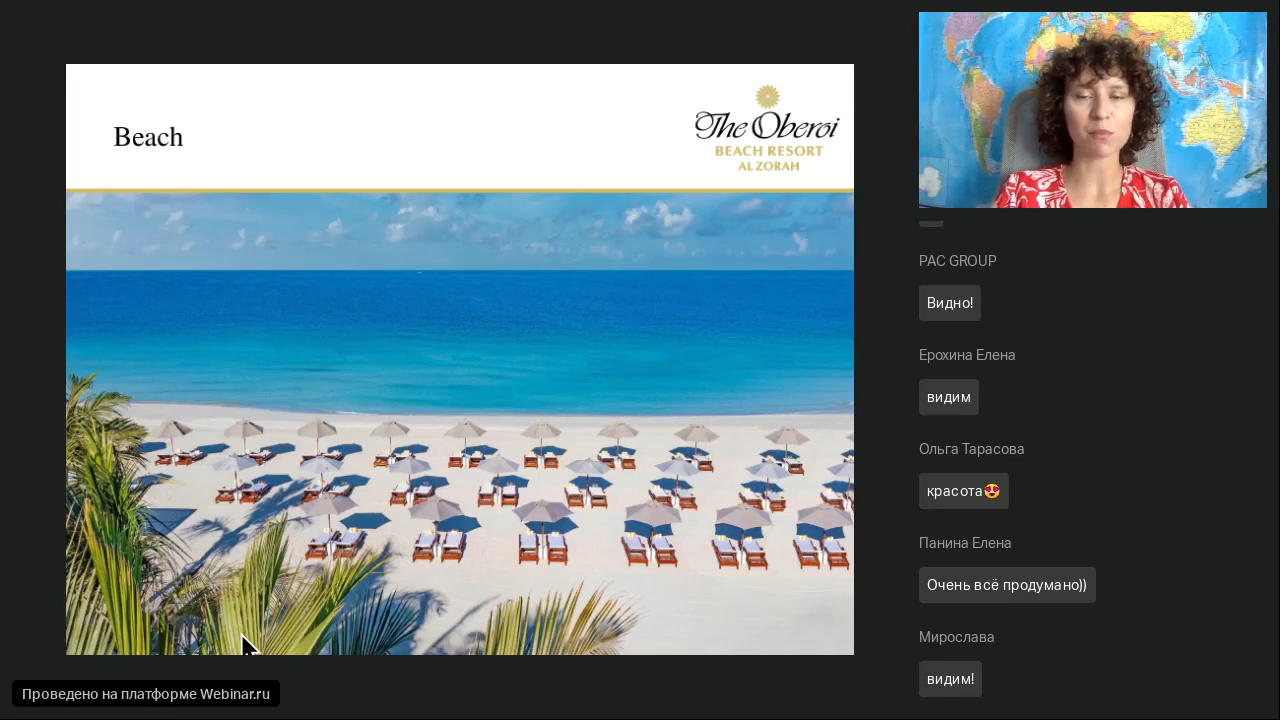 Beach
The Oberoi
BEACH RESORT
AL ZORAH
PAC GROUP
Видно!
Ерохина Елена
видим
Ольга Тарасова
красота😍
Панина Елена
Очень всё продумано))
Мирослава
видим!
Проведено на платформе Webinar.ru